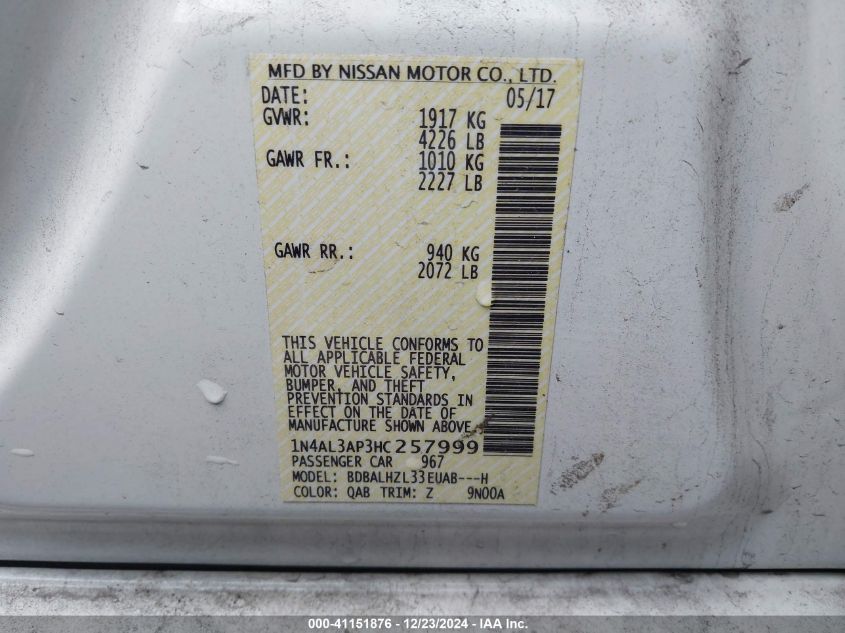 MFD BY NISSAN MOTOR CO., LTD.
DATE: 05/17
GVWR: 1917 KG
4226 LB
GAWR FR.: 1010 KG
2227 LB
GAWR RR.: 940 KG
2072 LB
THIS VEHICLE CONFORMS TO
ALL APPLICABLE FEDERAL
MOTOR VEHICLE SAFETY,
BUMPER, AND THEFT
PREVENTION STANDARDS IN
EFFECT ON THE DATE OF
MANUFACTURE SHOWN ABOVE.
1N4AL3AP3HC257999
PASSENGER CAR 967
MODEL: BDBALHZL33EUAB---H
COLOR: QAB TRIM: Z 9N00A
000-41151876 - 12/23/2024 - IAA Inc.